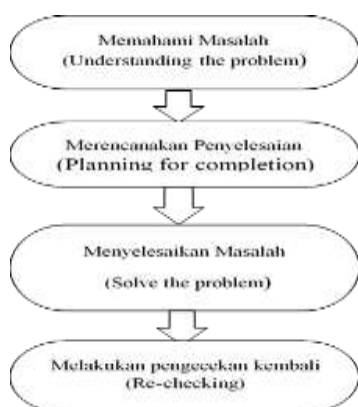 Memahami Masalah
(Understanding the problem)
Merencanakan Penyelesaian
(Planning for completion)
Menyelesaikan Masalah
(Solve the problem)
Melakukan pengecekan kembali
(Re-checking)